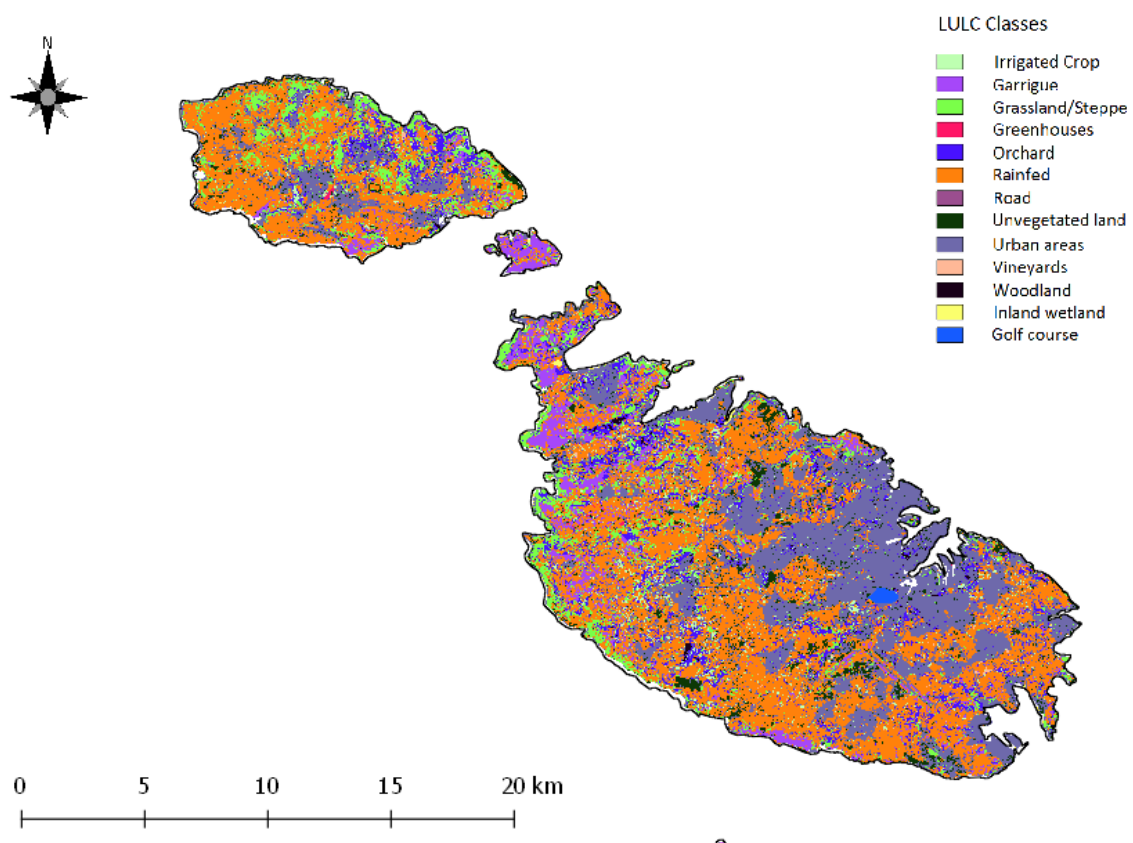 LULC Classes
N
Irrigated Crop
Garrigue
Grassland/Steppe
Greenhouses
Orchard
Rainfed
Road
Unvegetated land
Urban areas
Vineyards
Woodland
Inland wetland
Golf course
0 5 10 15 20 km